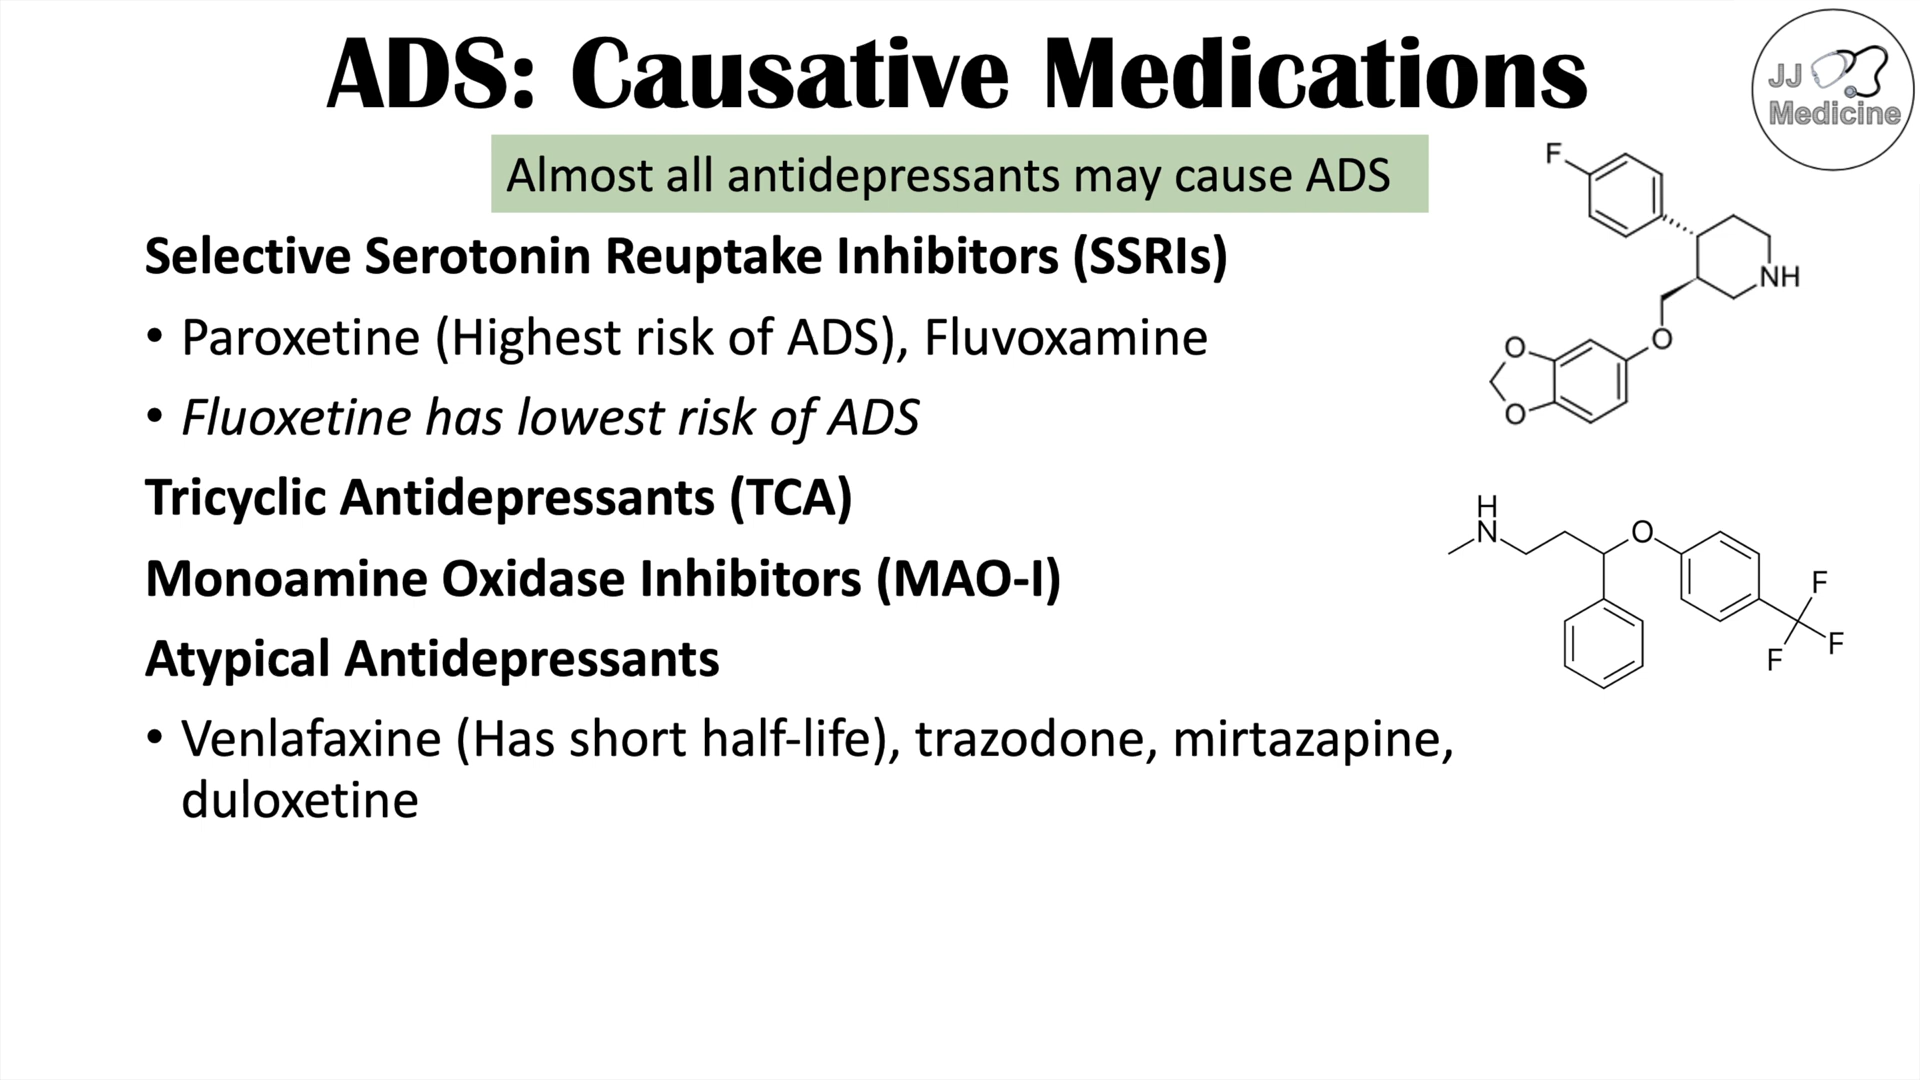 ADS: Causative Medications
JJ
Medicine
Almost all antidepressants may cause ADS
Selective Serotonin Reuptake Inhibitors (SSRIs)
• Paroxetine (Highest risk of ADS), Fluvoxamine
• Fluoxetine has lowest risk of ADS
Tricyclic Antidepressants (TCA)
Monoamine Oxidase Inhibitors (MAO-I)
Atypical Antidepressants
• Venlafaxine (Has short half-life), trazodone, mirtazapine,
duloxetine
F
NH
O
O
O
H
N
O
F
F
F